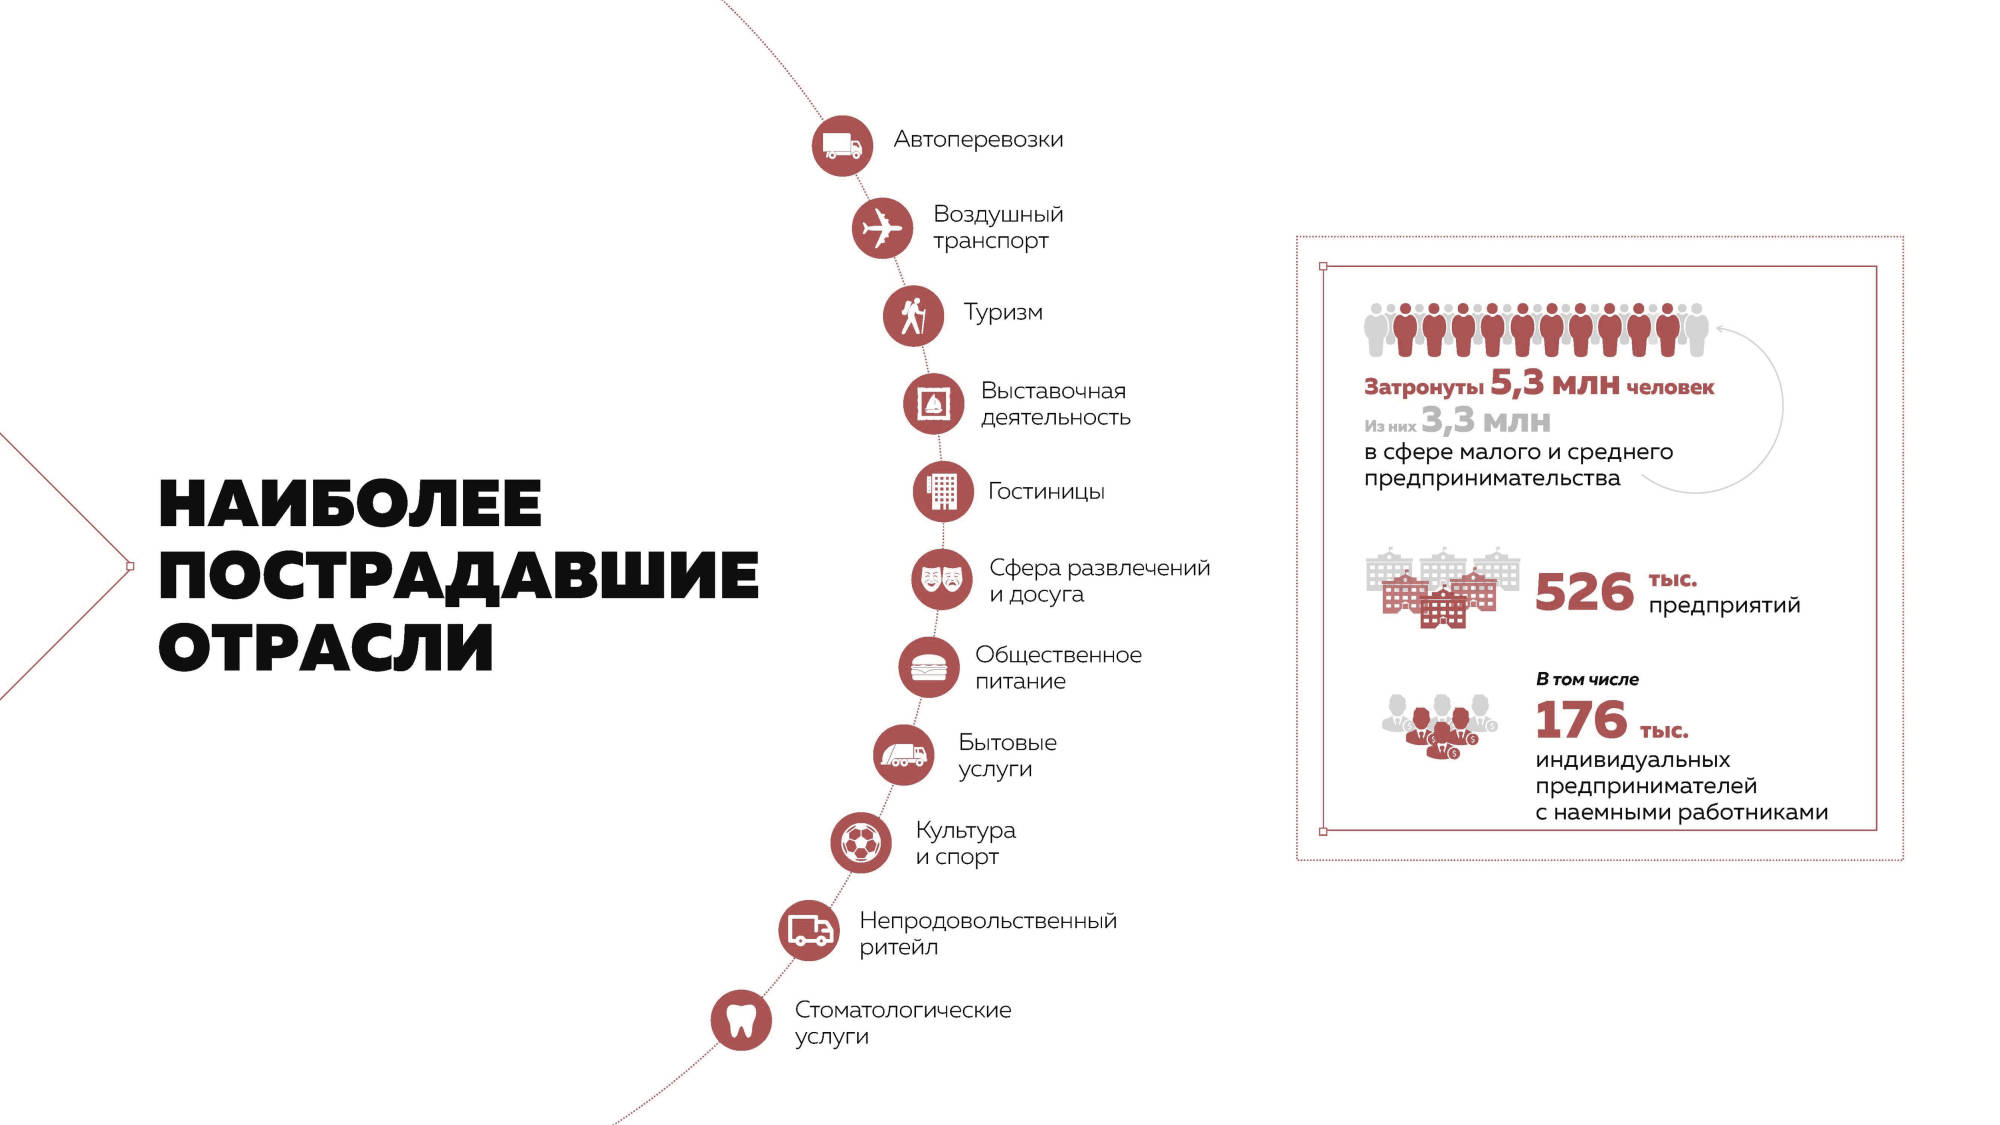 НАИБОЛЕЕ
ПОСТРАДАВШИЕ
ОТРАСЛИ
Автоперевозки
Воздушный
транспорт
Туризм
Выставочная
деятельность
Гостиницы
Сфера развлечений
и досуга
Общественное
питание
Бытовые
услуги
Культура
и спорт
Непродовольственный
ритейл
Стоматологические
услуги
Затронуты 5,3 млн человек
Из них 3,3 млн
в сфере малого и среднего
предпринимательства
526 тыс.
предприятий
В том числе
176 тыс.
индивидуальных
предпринимателей
с наемными работниками